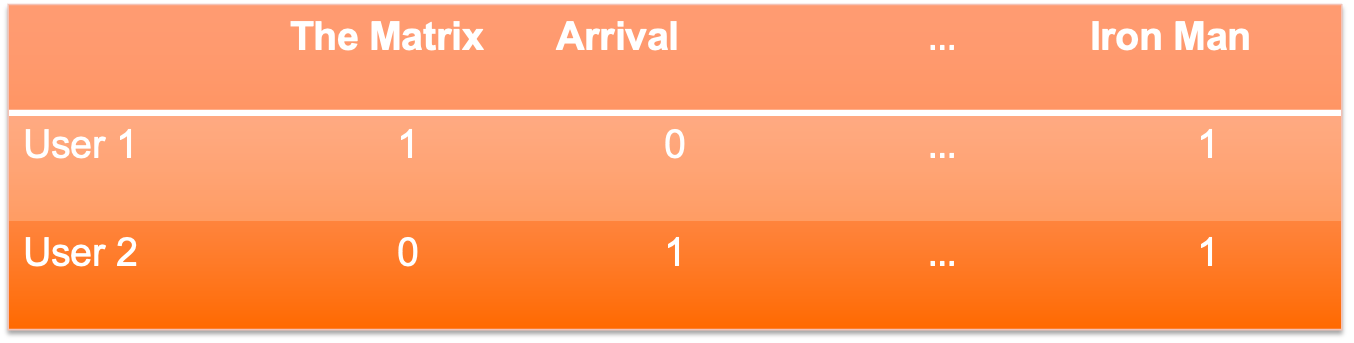 The Matrix Arrival ... Iron Man
User 1 1 0 ... 1
User 2 0 1 ... 1